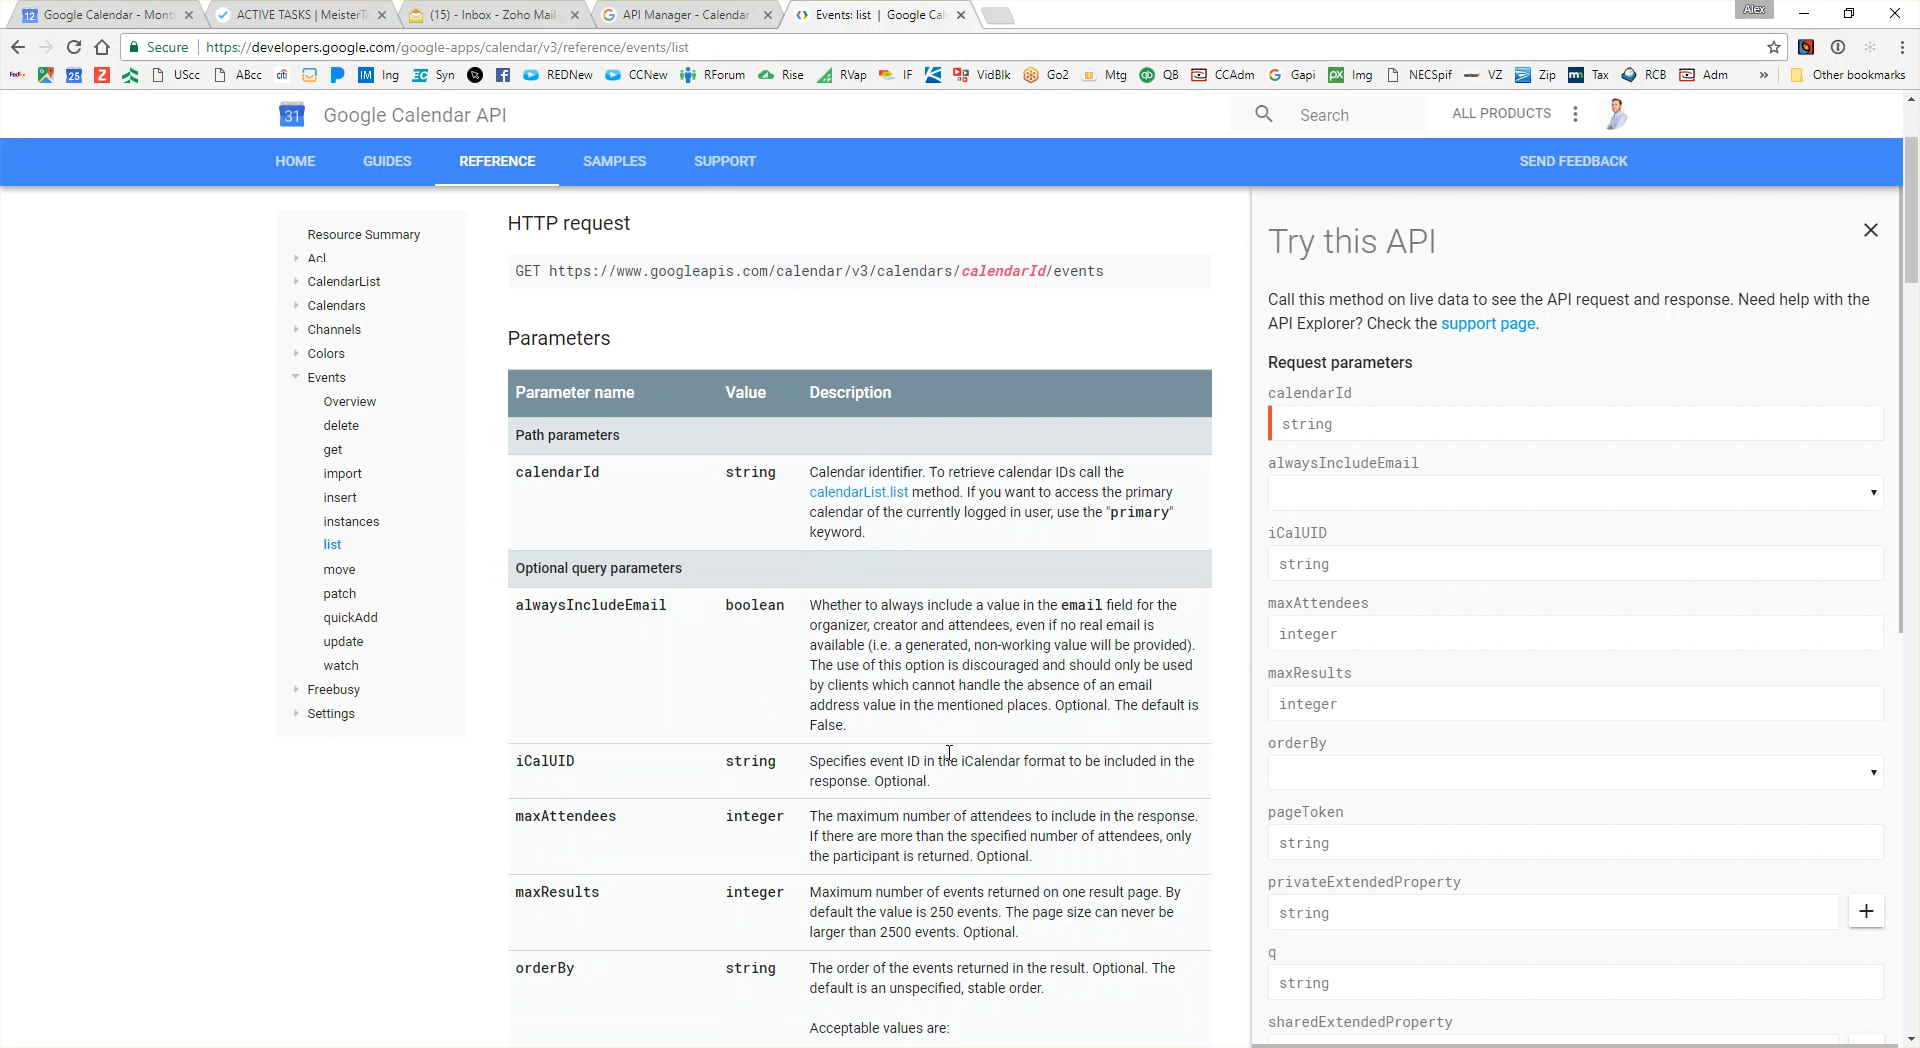 Google Calendar - Mont
ACTIVE TASKS | MeisterTa
(15) - Inbox - Zoho Mail
API Manager - Calendar
Events: list | Google Cal
Alex
Secure
https://developers.google.com/google-apps/calendar/v3/reference/events/list
UScc
ABcc
Ing
Syn
REDNew
CCNew
RForum
Rise
RVap
IF
VidBlk
Go2
Mtg
QB
CCAdm
Gapi
Img
NECSpif
VZ
Zip
Tax
RCB
Adm
»
Other bookmarks
31
Google Calendar API
Search
ALL PRODUCTS
HOME
GUIDES
REFERENCE
SAMPLES
SUPPORT
SEND FEEDBACK
Resource Summary
Acl
CalendarList
Calendars
Channels
Colors
Events
Overview
delete
get
import
insert
instances
list
move
patch
quickAdd
update
watch
Freebusy
Settings
HTTP request
GET https://www.googleapis.com/calendar/v3/calendars/calendarId/events
Parameters
Parameter name Value Description
Path parameters
calendarId string Calendar identifier. To retrieve calendar IDs call the
calendarList.list method. If you want to access the primary
calendar of the currently logged in user, use the "primary"
keyword.
Optional query parameters
alwaysIncludeEmail boolean Whether to always include a value in the email field for the
organizer, creator and attendees, even if no real email is
available (i.e. a generated, non-working value will be provided).
The use of this option is discouraged and should only be used
by clients which cannot handle the absence of an email
address value in the mentioned places. Optional. The default is
False.
iCalUID string Specifies event ID in the iCalendar format to be included in the
response. Optional.
maxAttendees integer The maximum number of attendees to include in the response.
If there are more than the specified number of attendees, only
the participant is returned. Optional.
maxResults integer Maximum number of events returned on one result page. By
default the value is 250 events. The page size can never be
larger than 2500 events. Optional.
orderBy string The order of the events returned in the result. Optional. The
default is an unspecified, stable order.
Acceptable values are:
Try this API
Call this method on live data to see the API request and response. Need help with the
API Explorer? Check the support page.
Request parameters
calendarId
string
alwaysIncludeEmail
iCalUID
string
maxAttendees
integer
maxResults
integer
orderBy
pageToken
string
privateExtendedProperty
string
q
string
sharedExtendedProperty